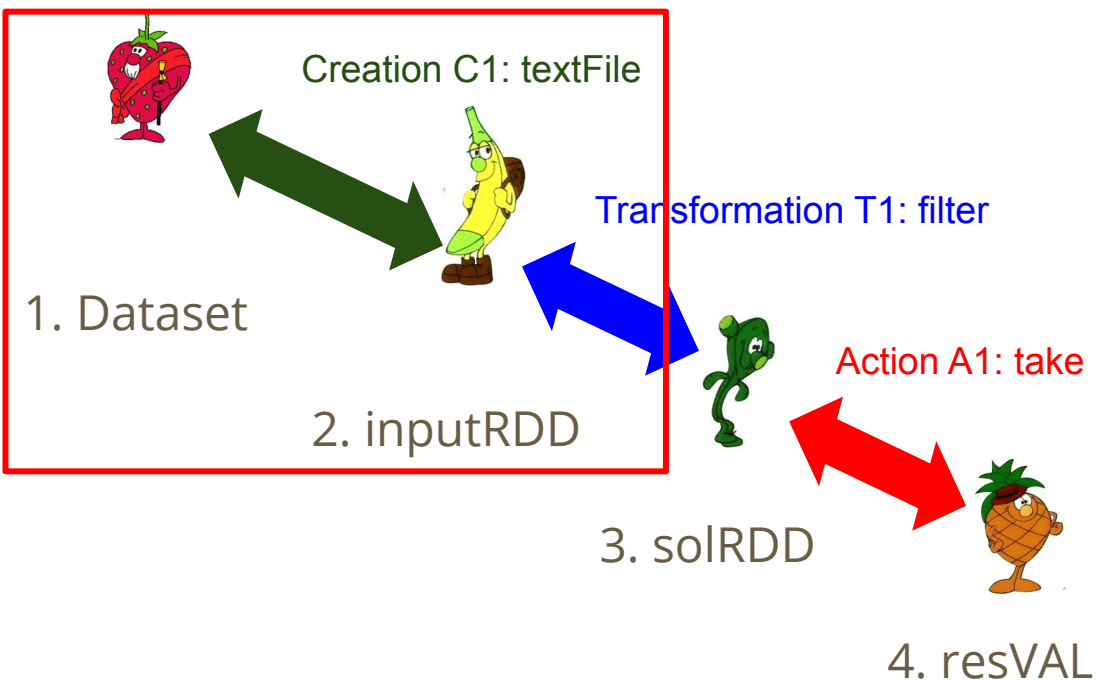 Creation C1: textFile
Transformation T1: filter
1. Dataset
Action A1: take
2. inputRDD
3. solRDD
4. resVAL